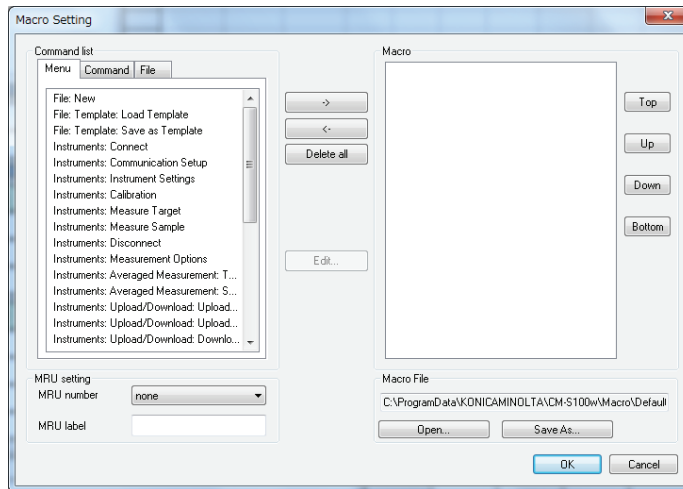 Macro Setting
Command list
Menu Command File
File: New
File: Template: Load Template
File: Template: Save as Template
Instruments: Connect
Instruments: Communication Setup
Instruments: Instrument Settings
Instruments: Calibration
Instruments: Measure Target
Instruments: Measure Sample
Instruments: Disconnect
Instruments: Measurement Options
Instruments: Averaged Measurement: T...
Instruments: Averaged Measurement: S...
Instruments: Upload/Download: Upload...
Instruments: Upload/Download: Upload...
Instruments: Upload/Download: Downlo...
->
<-
Delete all
Edit...
Macro
Top
Up
Down
Bottom
MRU setting
MRU number none
MRU label
Macro File
C:\ProgramData\KONICAMINOLTA\CM-S100w\Macro\Default
Open... Save As...
OK Cancel